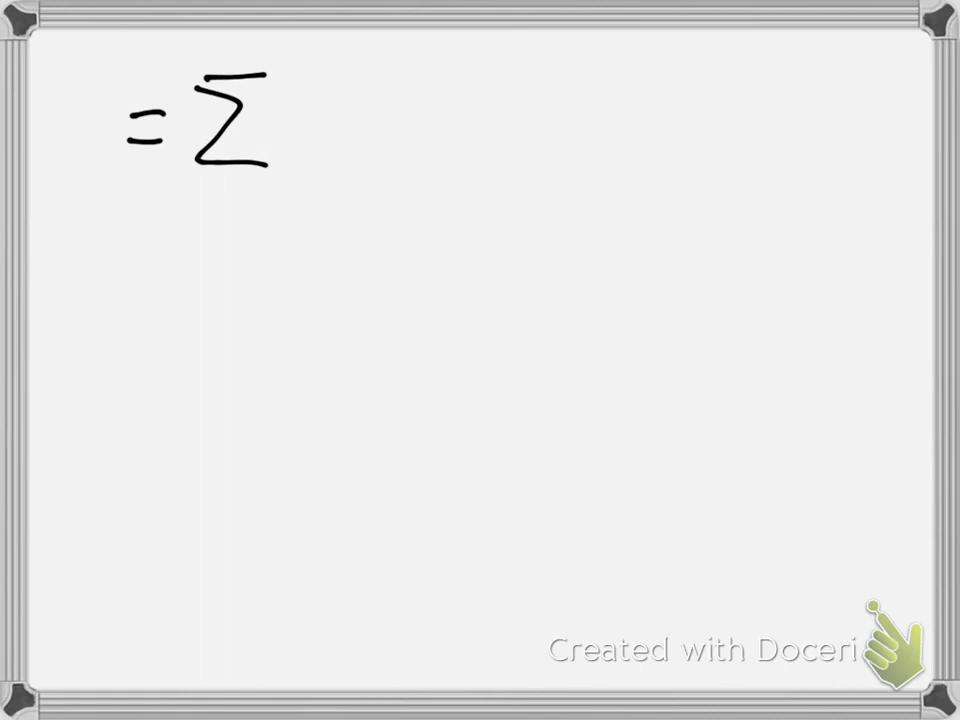 = Σ
Created with Doceri